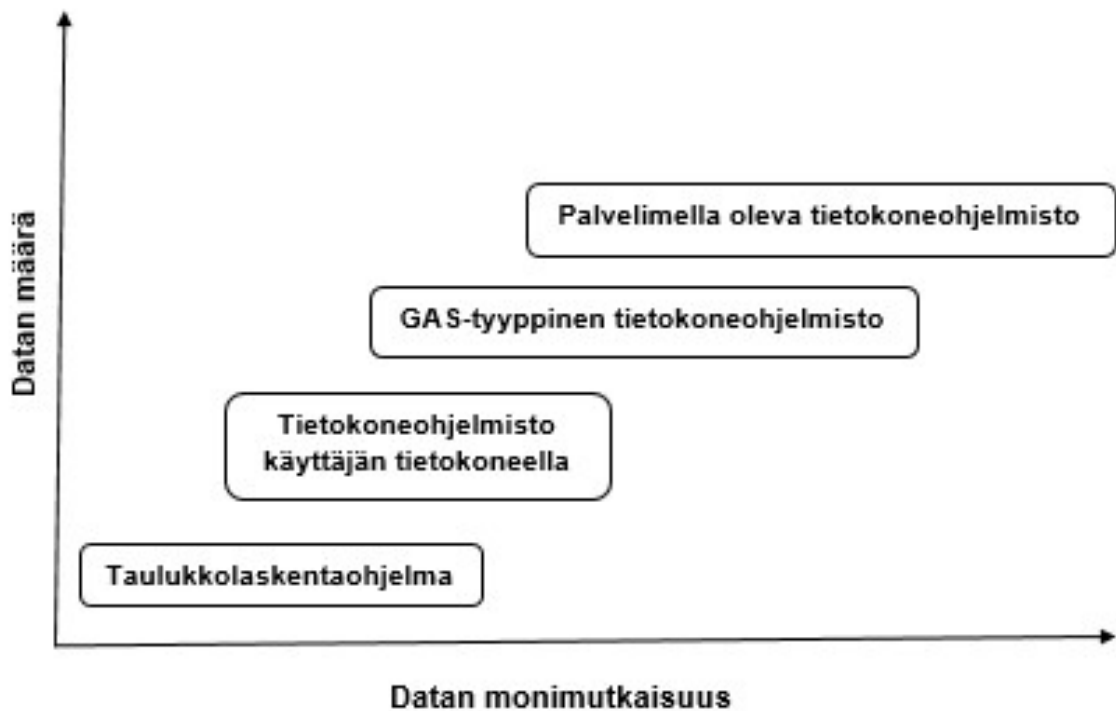 Datan määrä
Palvelimella oleva tietokoneohjelmisto
GAS-tyyppinen tietokoneohjelmisto
Tietokoneohjelmisto
käyttäjän tietokoneella
Taulukkolaskentaohjelma
Datan monimutkaisuus